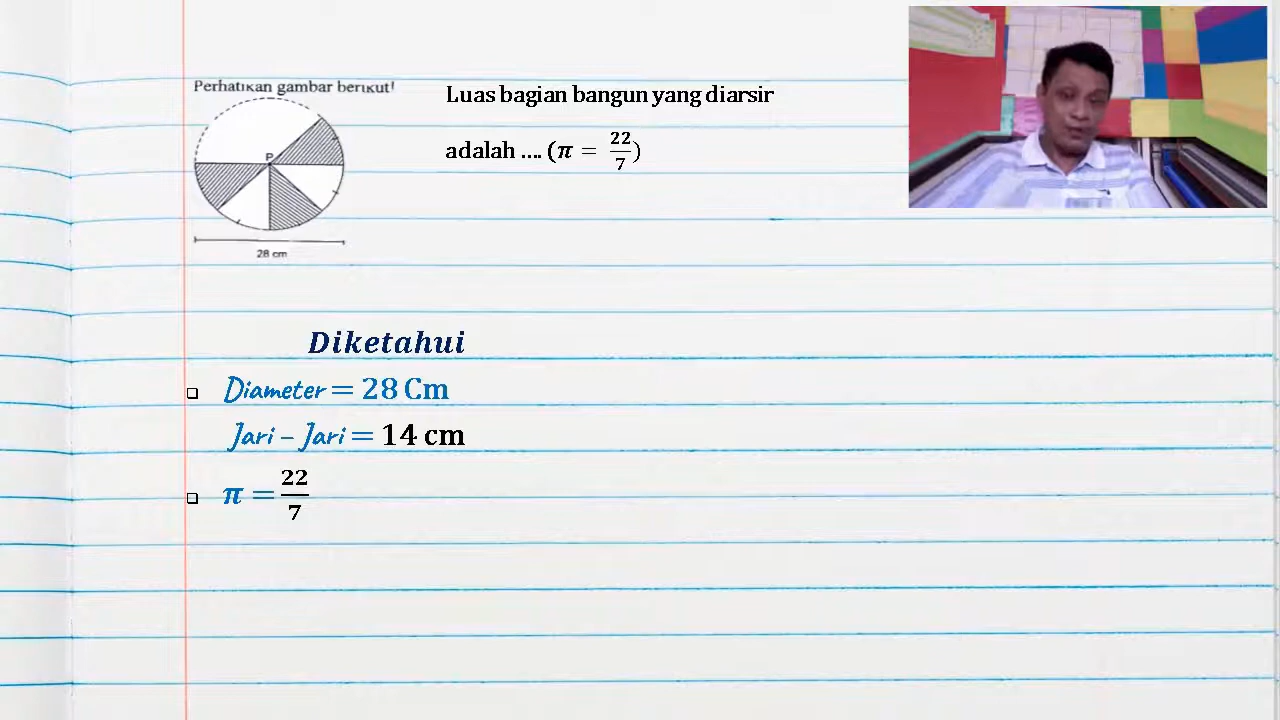 Perhatikan gambar berikut!
P
28 cm
Luas bagian bangun yang diarsir
adalah .... (π = 22/7)
Diketahui
Diameter = 28 Cm
Jari – Jari = 14 cm
π = 22/7